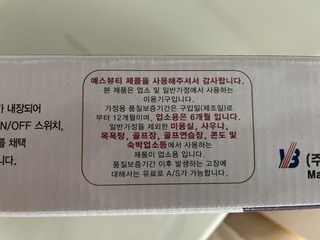 예스뷰티 제품을 사용해주셔서 감사합니다.
본 제품은 업소 및 일반가정에서 사용하는
미용기구입니다.
가정용 품질보증기간은 구입일(제조일)로
부터 12개월이며, 업소용은 6개월 입니다.
일반가정을 제외한 미용실, 사우나,
목욕탕, 골프장, 골프연습장, 콘도 및
숙박업소등에서 사용하는
제품이 업소용 입니다.
품질보증기간 이후 발생하는 고장에
대해서는 유료로 A/S가 가능합니다.
가 내장되어
N/OFF 스위치,
를 채택
니다.
YB
(주
Ma